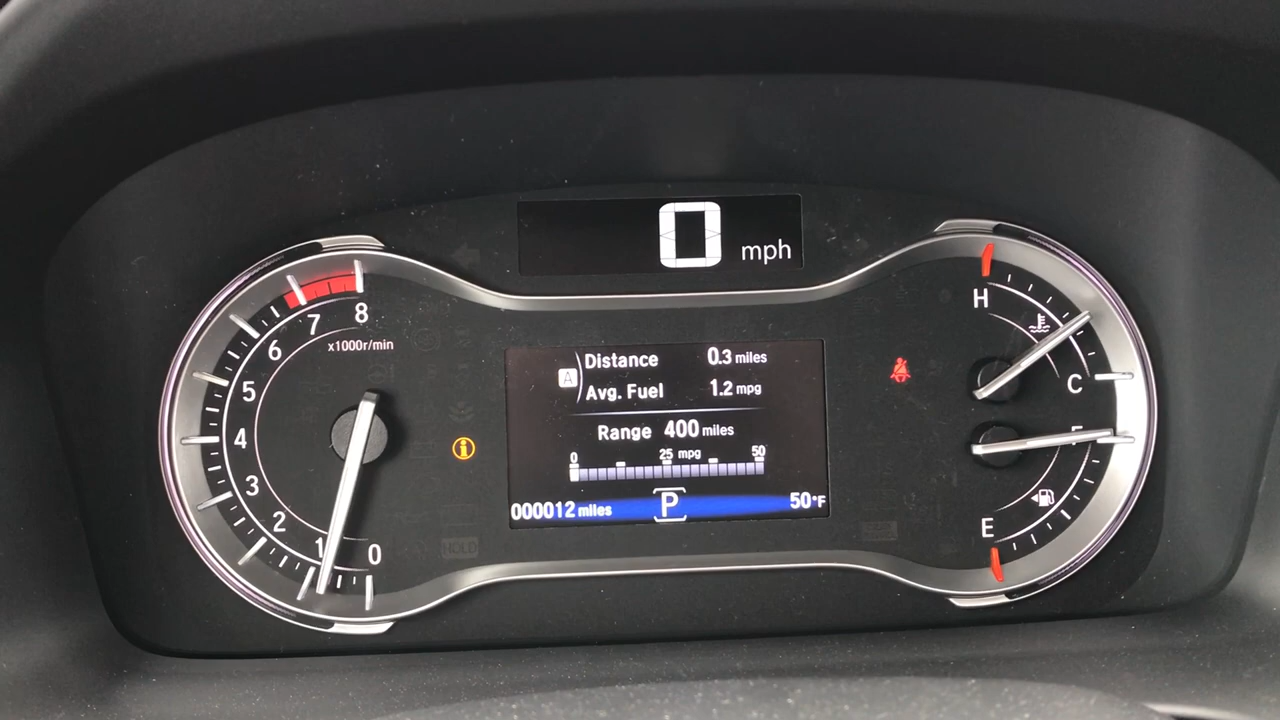 0 mph
8
7
6
5
4
3
2
1
0
x1000r/min
A
Distance 0.3 miles
Avg. Fuel 1.2 mpg
Range 400 miles
0 25 mpg 50
000012 miles P 50°F
HOLD
H
C
F
E